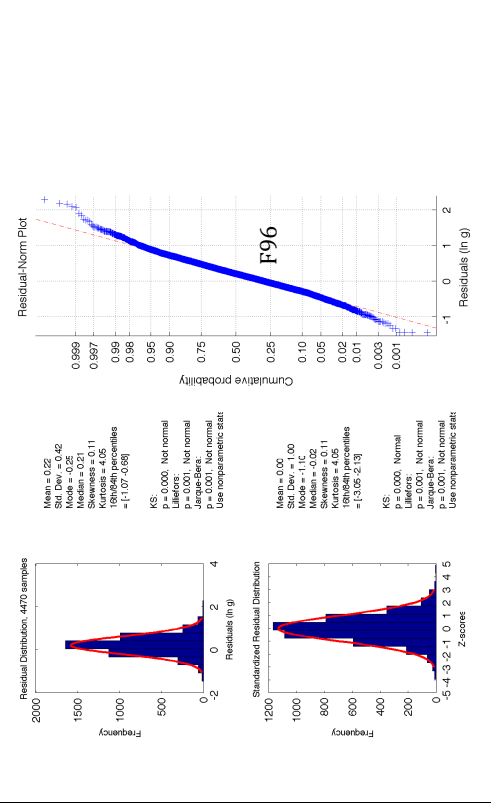 Residual Distribution, 4470 samples
2000
1500
1000
500
0
Frequency
-2
0
2
4
Residuals (ln g)
Mean = 0.22
Std. Dev. = 0.42
Mode = -0.25
Median = 0.21
Skewness = 0.11
Kurtosis = 4.05
16th/84th percentiles
= [-1.07 -0.68]
KS:
p = 0.000, Not normal
Lillefors:
p = 0.001, Not normal
Jarque-Bera:
p = 0.001, Not normal
Use nonparametric stats
Standardized Residual Distribution
1200
1000
800
600
400
200
0
Frequency
-5 -4 -3 -2 -1 0 1 2 3 4 5
Z-scores
Mean = 0.00
Std. Dev. = 1.00
Mode = -1.10
Median = -0.02
Skewness = 0.11
Kurtosis = 4.05
16th/84th percentiles
= [-3.05 -2.13]
KS:
p = 0.000, Normal
Lillefors:
p = 0.001, Not normal
Jarque-Bera:
p = 0.001, Not normal
Use nonparametric stats
Residual-Norm Plot
0.999
0.997
0.99
0.98
0.95
0.90
0.75
0.50
0.25
0.10
0.05
0.02
0.01
0.003
0.001
Cumulative probability
-1
0
1
2
Residuals (ln g)
F96